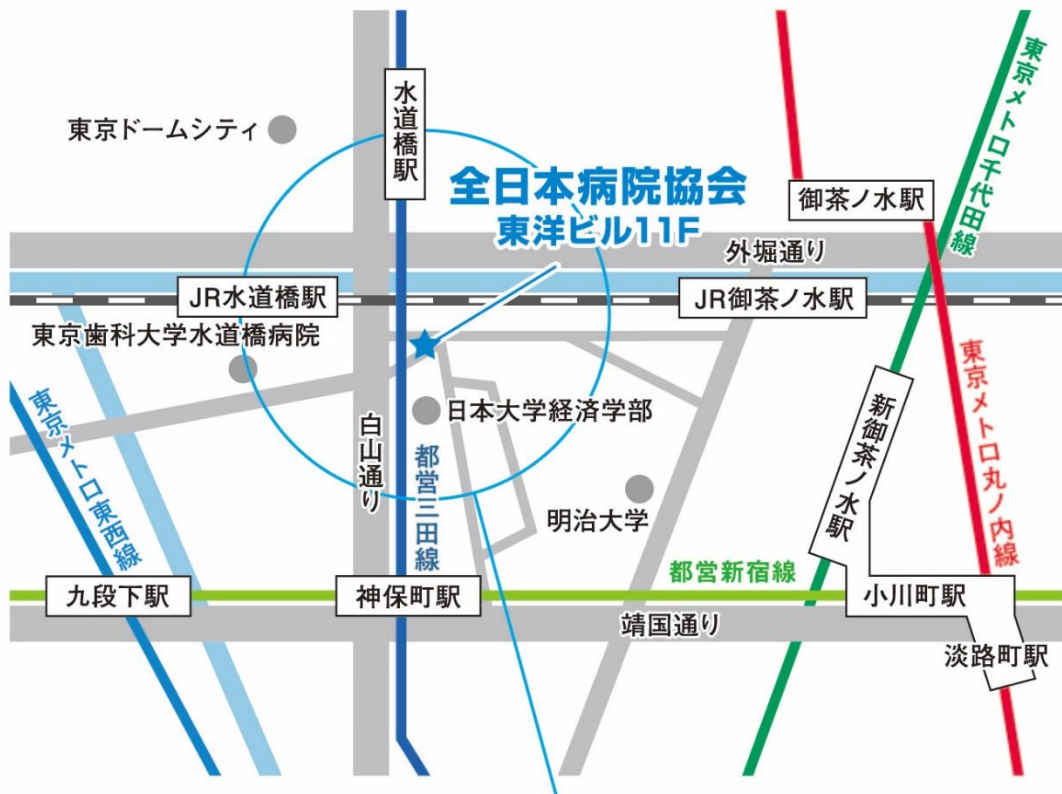 東京メトロ千代田線
水道橋駅
東京ドームシティ
全日本病院協会
東洋ビル11F
御茶ノ水駅
外堀通り
JR水道橋駅
JR御茶ノ水駅
東京歯科大学水道橋病院
東京メトロ東西線
白山通り
日本大学経済学部
都営三田線
新御茶ノ水駅
東京メトロ丸ノ内線
明治大学
都営新宿線
九段下駅
神保町駅
小川町駅
靖国通り
淡路町駅